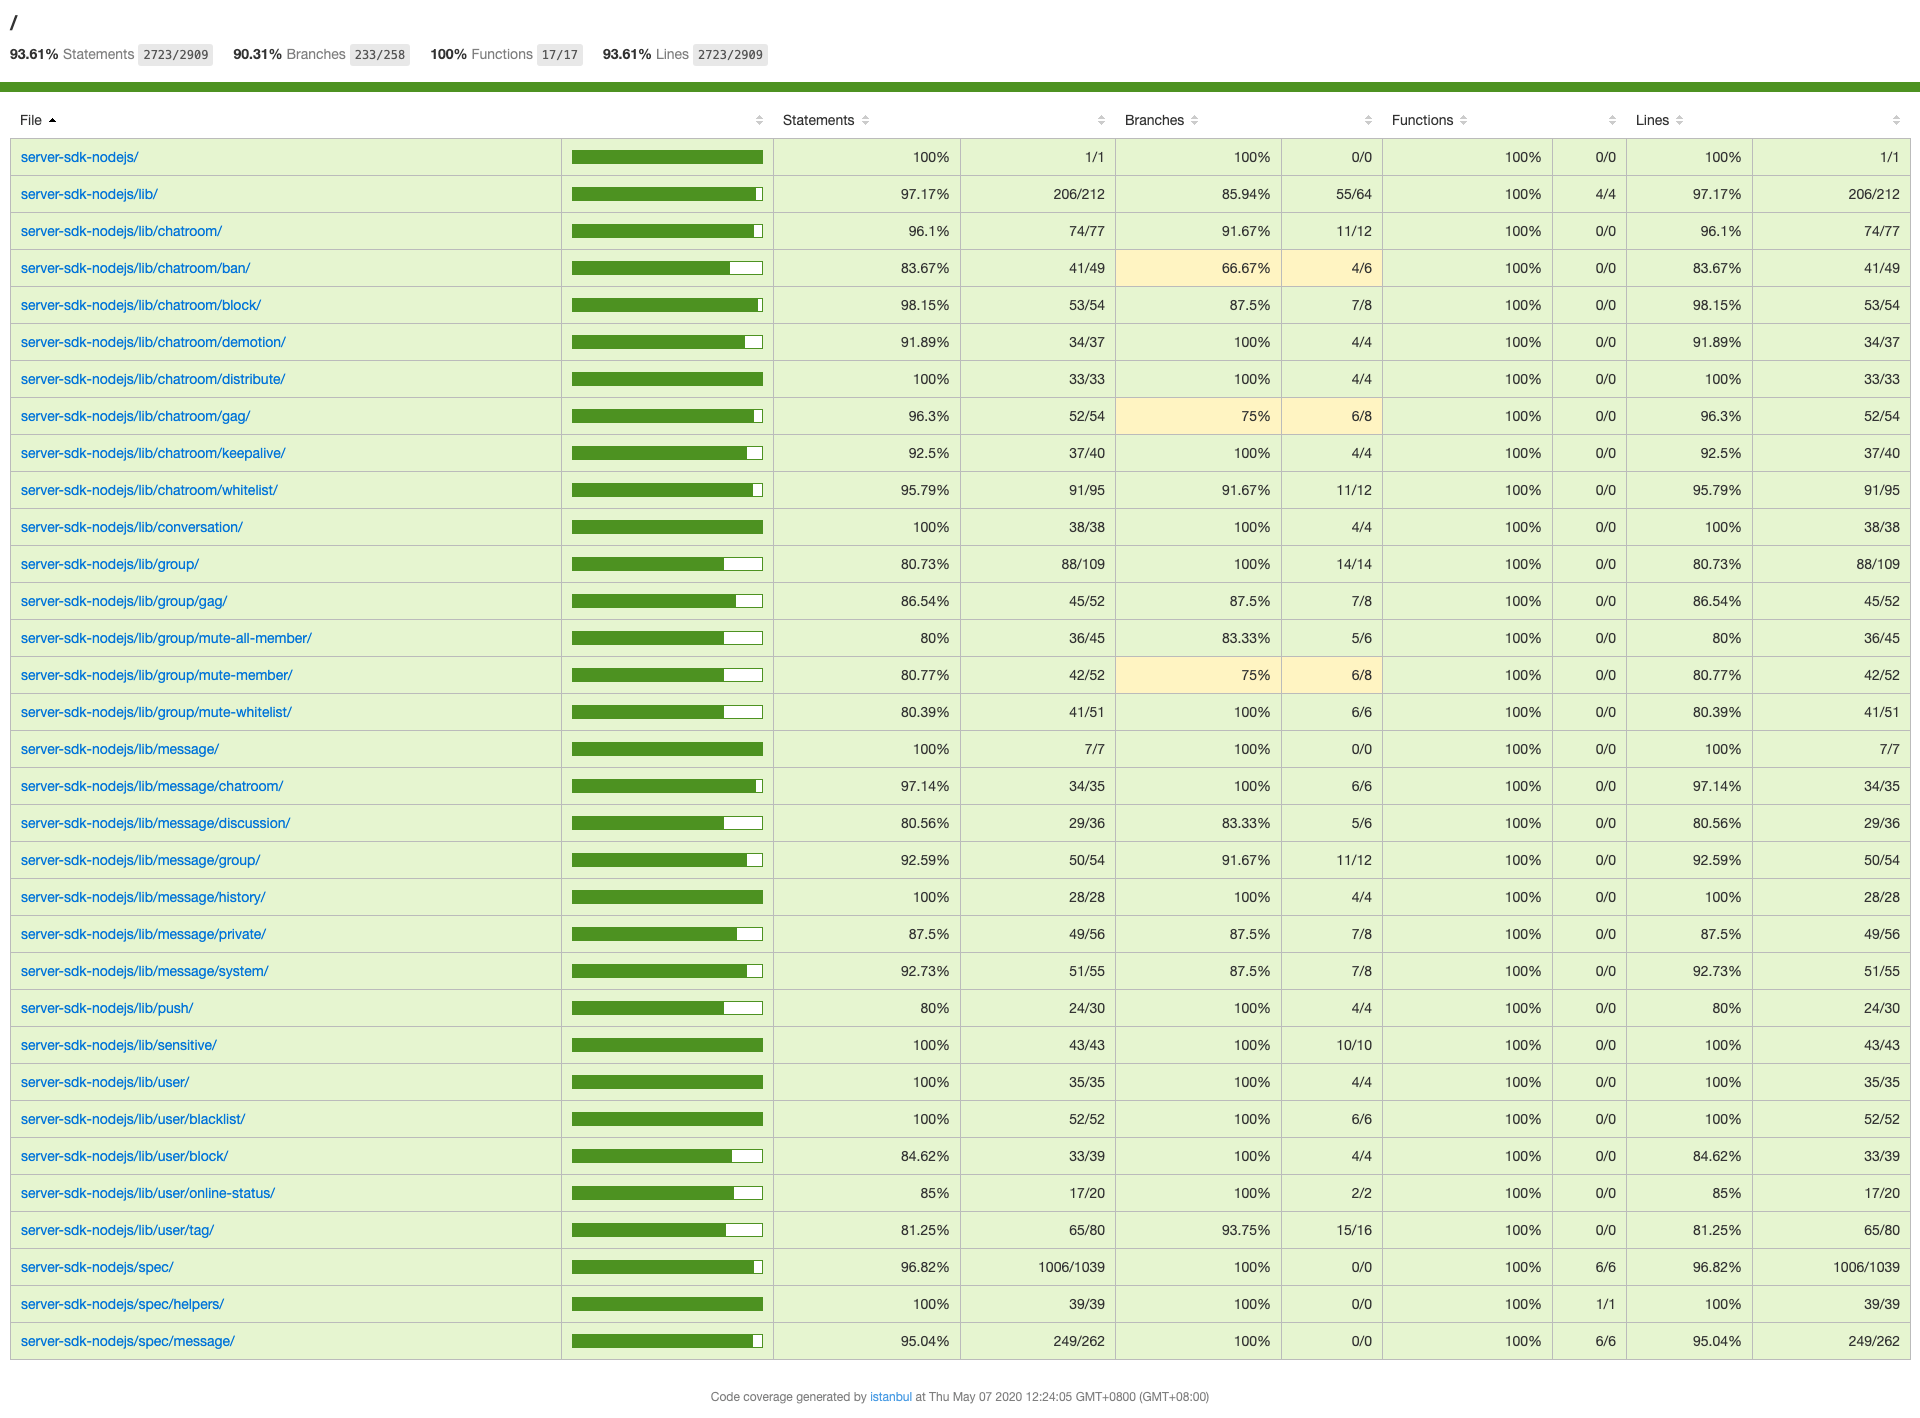 /
93.61% Statements 2723/2909 90.31% Branches 233/258 100% Functions 17/17 93.61% Lines 2723/2909
File Statements Branches Functions Lines
server-sdk-nodejs/ 100% 1/1 100% 0/0 100% 0/0 100% 1/1
server-sdk-nodejs/lib/ 97.17% 206/212 85.94% 55/64 100% 4/4 97.17% 206/212
server-sdk-nodejs/lib/chatroom/ 96.1% 74/77 91.67% 11/12 100% 0/0 96.1% 74/77
server-sdk-nodejs/lib/chatroom/ban/ 83.67% 41/49 66.67% 4/6 100% 0/0 83.67% 41/49
server-sdk-nodejs/lib/chatroom/block/ 98.15% 53/54 87.5% 7/8 100% 0/0 98.15% 53/54
server-sdk-nodejs/lib/chatroom/demotion/ 91.89% 34/37 100% 4/4 100% 0/0 91.89% 34/37
server-sdk-nodejs/lib/chatroom/distribute/ 100% 33/33 100% 4/4 100% 0/0 100% 33/33
server-sdk-nodejs/lib/chatroom/gag/ 96.3% 52/54 75% 6/8 100% 0/0 96.3% 52/54
server-sdk-nodejs/lib/chatroom/keepalive/ 92.5% 37/40 100% 4/4 100% 0/0 92.5% 37/40
server-sdk-nodejs/lib/chatroom/whitelist/ 95.79% 91/95 91.67% 11/12 100% 0/0 95.79% 91/95
server-sdk-nodejs/lib/conversation/ 100% 38/38 100% 4/4 100% 0/0 100% 38/38
server-sdk-nodejs/lib/group/ 80.73% 88/109 100% 14/14 100% 0/0 80.73% 88/109
server-sdk-nodejs/lib/group/gag/ 86.54% 45/52 87.5% 7/8 100% 0/0 86.54% 45/52
server-sdk-nodejs/lib/group/mute-all-member/ 80% 36/45 83.33% 5/6 100% 0/0 80% 36/45
server-sdk-nodejs/lib/group/mute-member/ 80.77% 42/52 75% 6/8 100% 0/0 80.77% 42/52
server-sdk-nodejs/lib/group/mute-whitelist/ 80.39% 41/51 100% 6/6 100% 0/0 80.39% 41/51
server-sdk-nodejs/lib/message/ 100% 7/7 100% 0/0 100% 0/0 100% 7/7
server-sdk-nodejs/lib/message/chatroom/ 97.14% 34/35 100% 6/6 100% 0/0 97.14% 34/35
server-sdk-nodejs/lib/message/discussion/ 80.56% 29/36 83.33% 5/6 100% 0/0 80.56% 29/36
server-sdk-nodejs/lib/message/group/ 92.59% 50/54 91.67% 11/12 100% 0/0 92.59% 50/54
server-sdk-nodejs/lib/message/history/ 100% 28/28 100% 4/4 100% 0/0 100% 28/28
server-sdk-nodejs/lib/message/private/ 87.5% 49/56 87.5% 7/8 100% 0/0 87.5% 49/56
server-sdk-nodejs/lib/message/system/ 92.73% 51/55 87.5% 7/8 100% 0/0 92.73% 51/55
server-sdk-nodejs/lib/push/ 80% 24/30 100% 4/4 100% 0/0 80% 24/30
server-sdk-nodejs/lib/sensitive/ 100% 43/43 100% 10/10 100% 0/0 100% 43/43
server-sdk-nodejs/lib/user/ 100% 35/35 100% 4/4 100% 0/0 100% 35/35
server-sdk-nodejs/lib/user/blacklist/ 100% 52/52 100% 6/6 100% 0/0 100% 52/52
server-sdk-nodejs/lib/user/block/ 84.62% 33/39 100% 4/4 100% 0/0 84.62% 33/39
server-sdk-nodejs/lib/user/online-status/ 85% 17/20 100% 2/2 100% 0/0 85% 17/20
server-sdk-nodejs/lib/user/tag/ 81.25% 65/80 93.75% 15/16 100% 0/0 81.25% 65/80
server-sdk-nodejs/spec/ 96.82% 1006/1039 100% 0/0 100% 6/6 96.82% 1006/1039
server-sdk-nodejs/spec/helpers/ 100% 39/39 100% 0/0 100% 1/1 100% 39/39
server-sdk-nodejs/spec/message/ 95.04% 249/262 100% 0/0 100% 6/6 95.04% 249/262
Code coverage generated by istanbul at Thu May 07 2020 12:24:05 GMT+0800 (GMT+08:00)